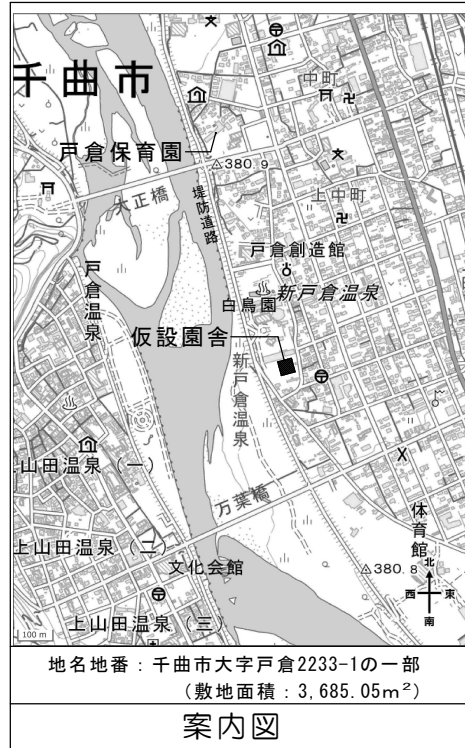 千曲市
中町
戸倉保育園
△380.9
大正橋
堤防道路
上中町
戸倉創造館
戸倉温泉
白鳥園
新戸倉温泉
仮設園舎
新戸倉温泉
上山田温泉(一)
万葉橋
体育館
上山田温泉(二)
文化会館
△380.8
北
西 東
南
上山田温泉(三)
100 m
地名地番：千曲市大字戸倉2233-1の一部
(敷地面積：3,685.05m²)
案内図